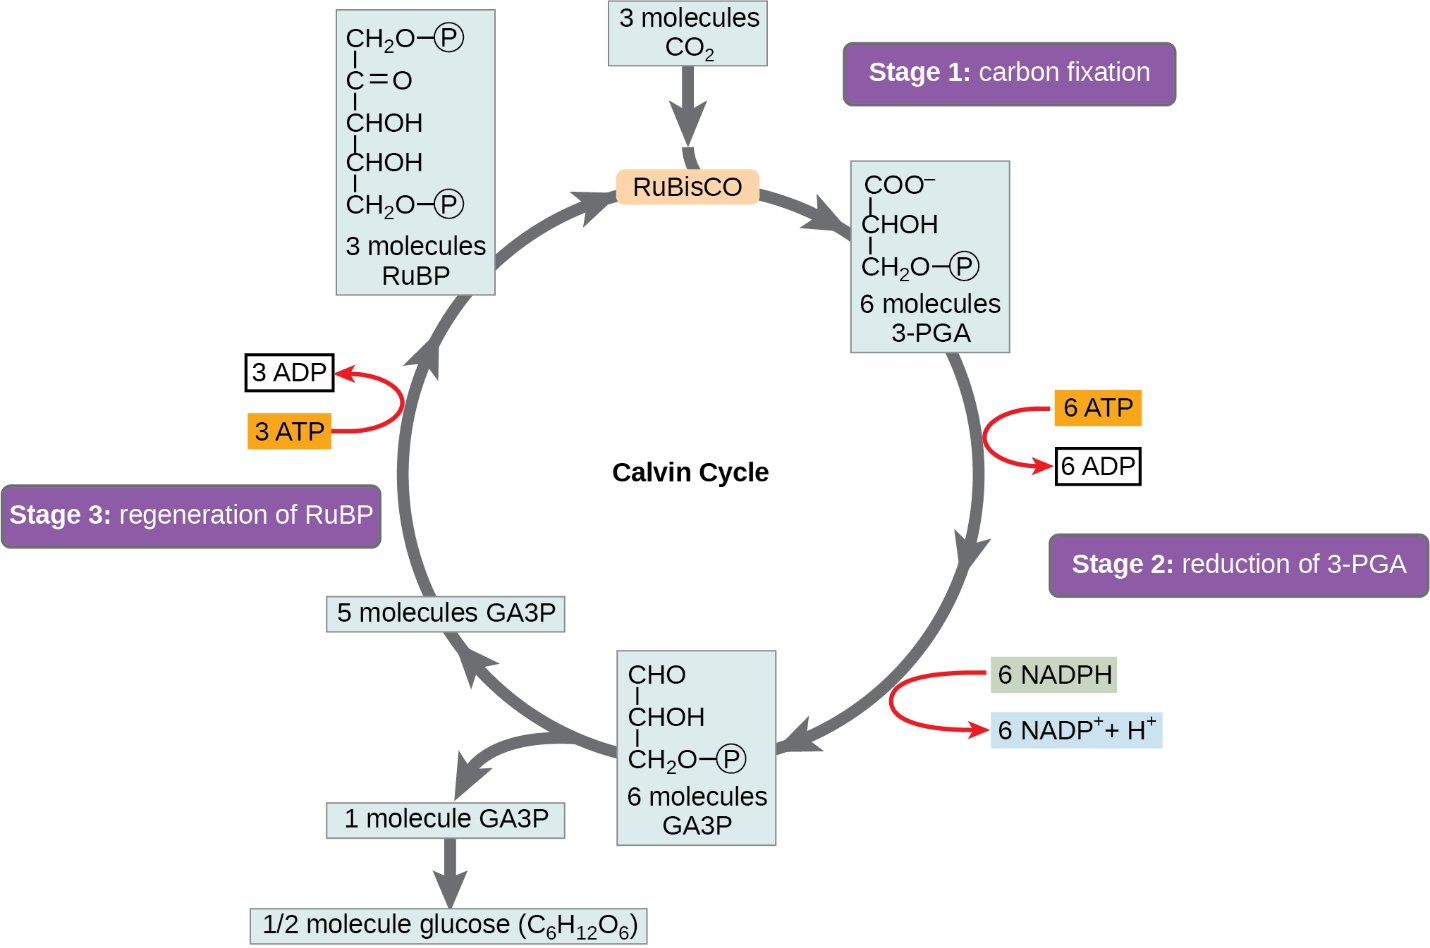 3 molecules
CO₂
Stage 1: carbon fixation
CH₂O–P
C=O
CHOH
CHOH
CH₂O–P
3 molecules
RuBP
RuBisCO
COO⁻
CHOH
CH₂O–P
6 molecules
3-PGA
3 ADP
3 ATP
6 ATP
6 ADP
Calvin Cycle
Stage 3: regeneration of RuBP
Stage 2: reduction of 3-PGA
5 molecules GA3P
CHO
CHOH
CH₂O–P
6 molecules
GA3P
6 NADPH
6 NADP⁺+ H⁺
1 molecule GA3P
1/2 molecule glucose (C₆H₁₂O₆)